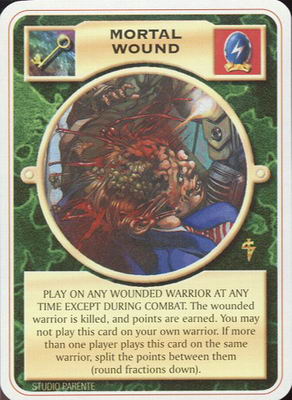 MORTAL
WOUND
PLAY ON ANY WOUNDED WARRIOR AT ANY
TIME EXCEPT DURING COMBAT. The wounded
warrior is killed, and points are earned. You may
not play this card on your own warrior. If more
than one player plays this card on the same
warrior, split the points between them
(round fractions down).
STUDIO PARENTE